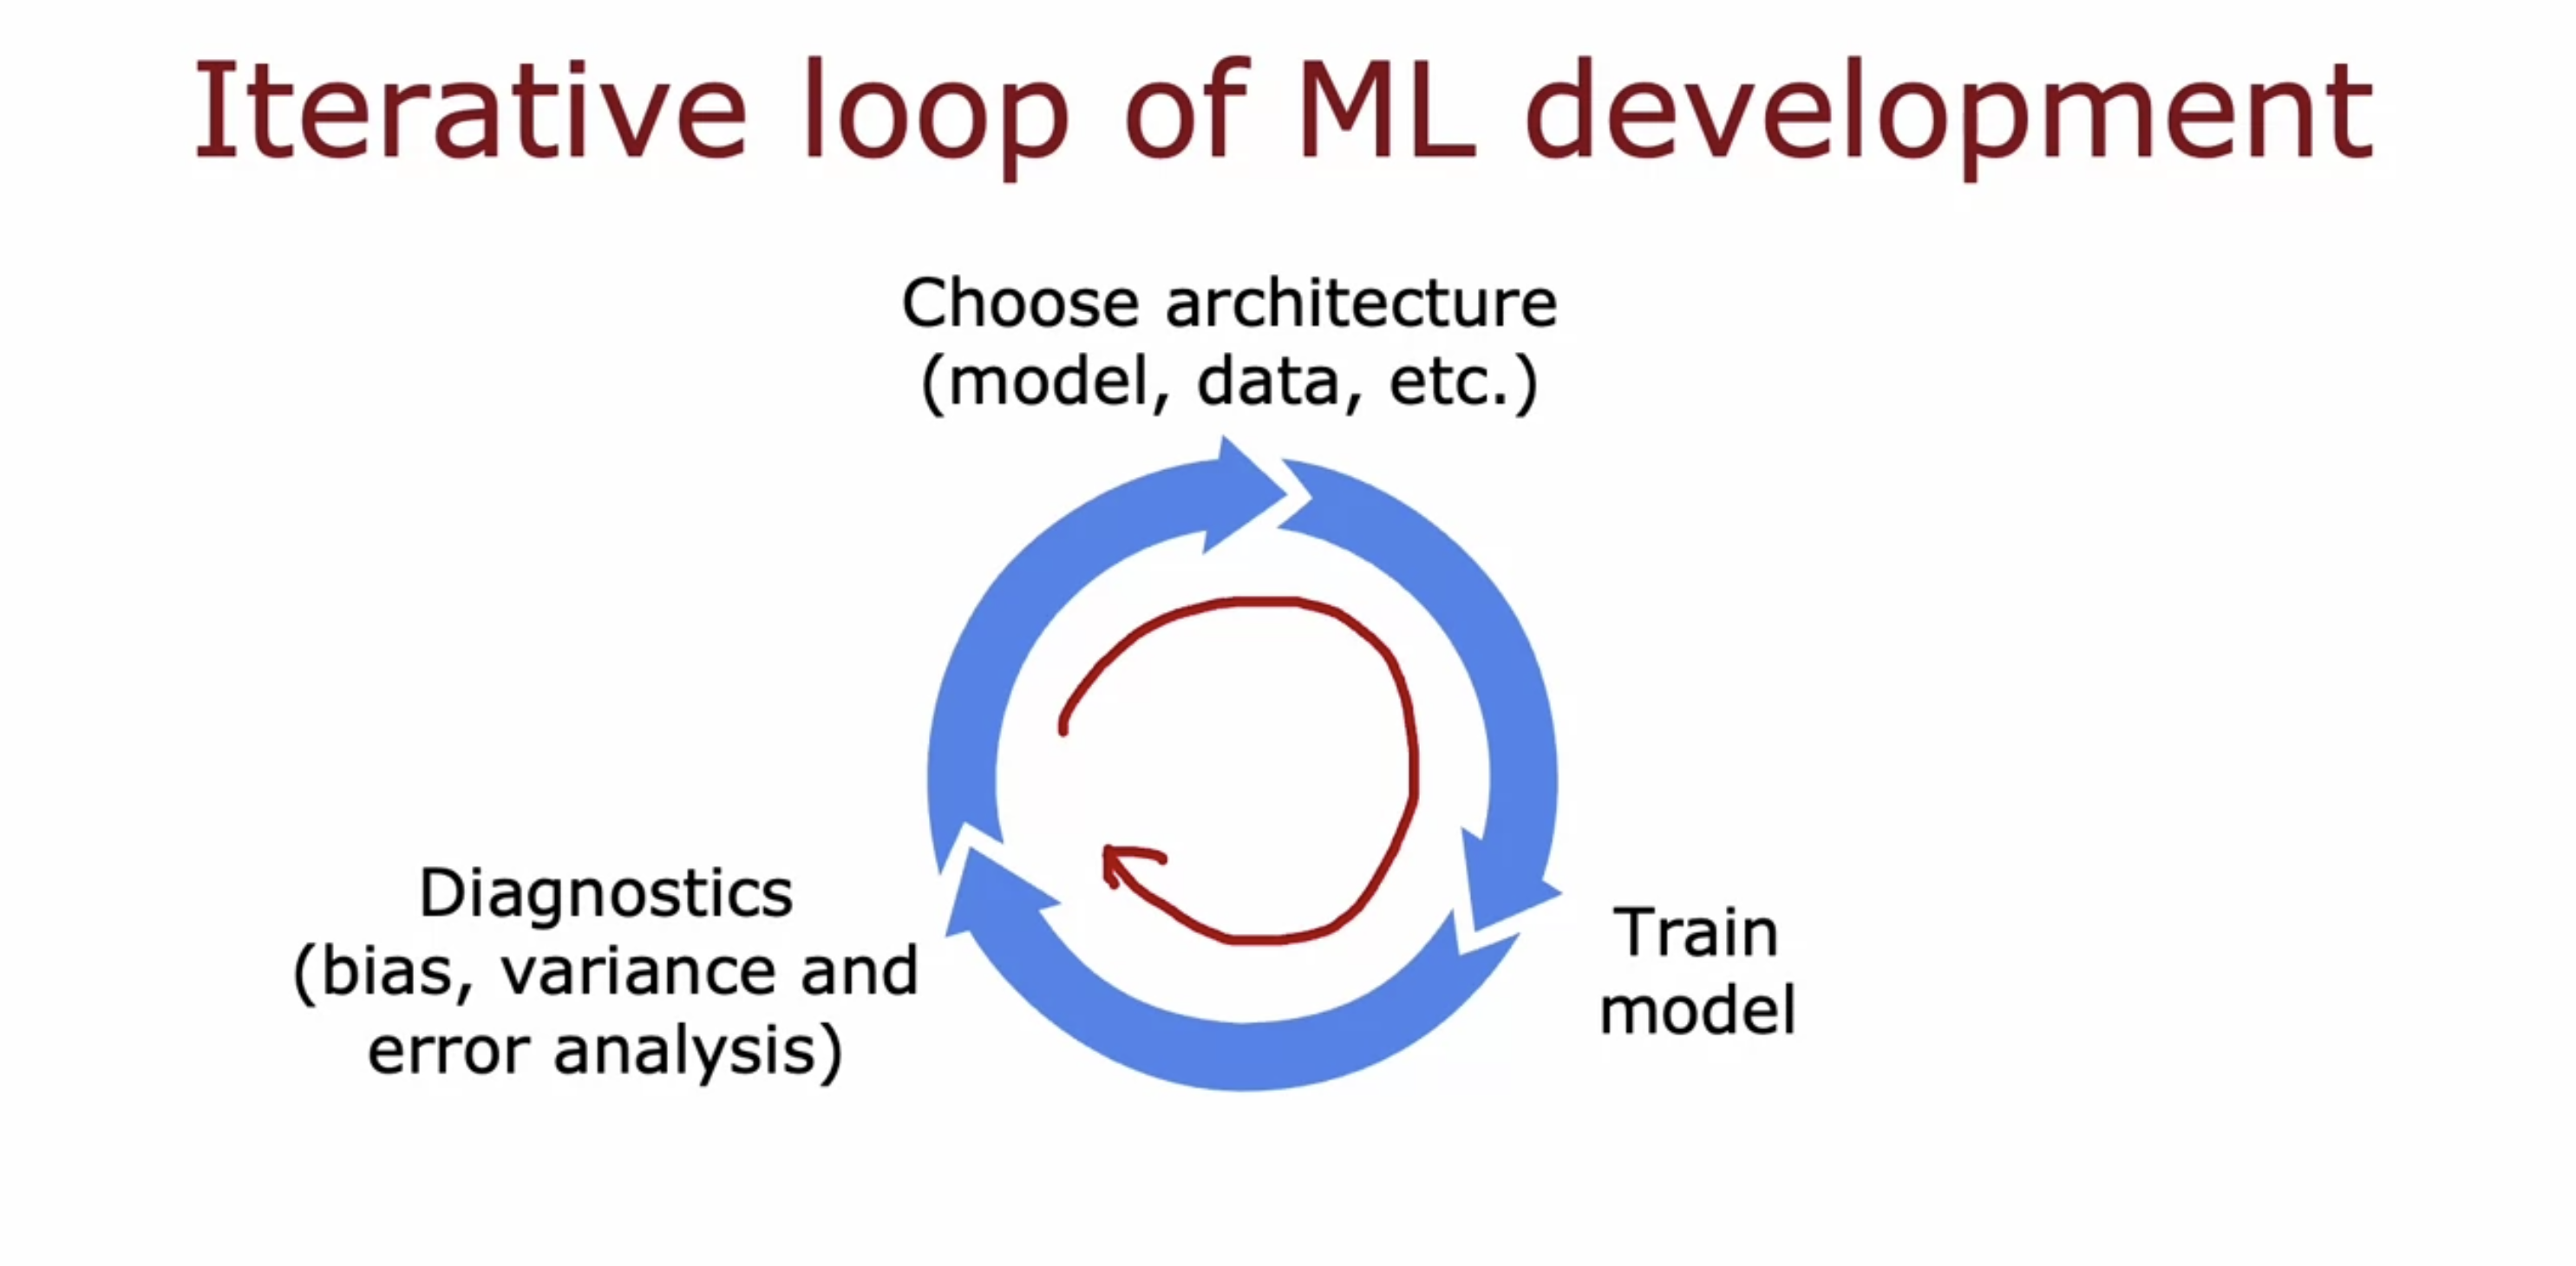 Iterative loop of ML development
Choose architecture
(model, data, etc.)
Train
model
Diagnostics
(bias, variance and
error analysis)